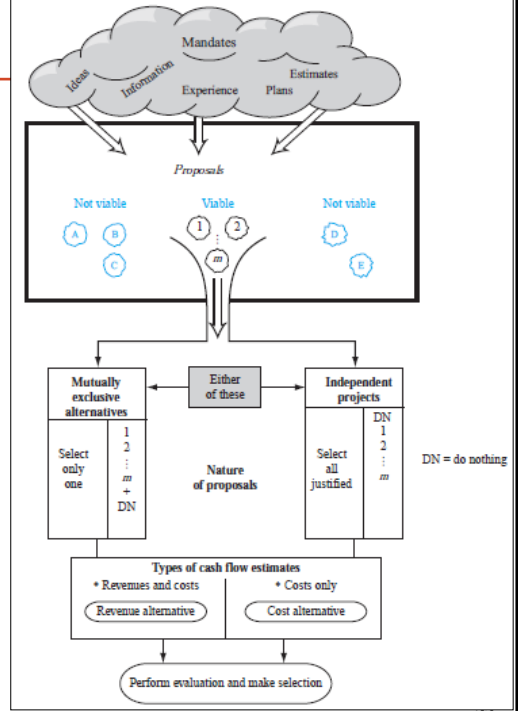 Mandates
Ideas
Information
Estimates
Experience
Plans
Proposals
Not viable
Viable
Not viable
A
B
C
1
2
⋮
m
D
E
Mutually
exclusive
alternatives
Either
of these
Independent
projects
Select
only
one
1
2
⋮
m
+
DN
Nature
of proposals
Select
all
justified
DN
1
2
⋮
m
DN = do nothing
Types of cash flow estimates
* Revenues and costs
* Costs only
Revenue alternative
Cost alternative
Perform evaluation and make selection